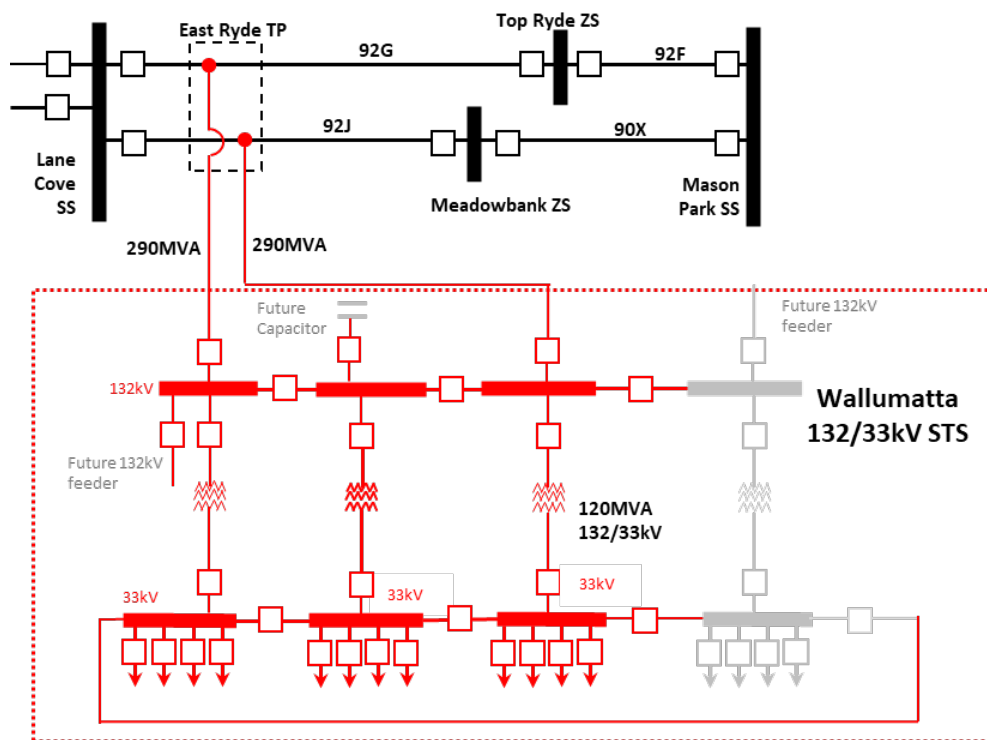 East Ryde TP
Top Ryde ZS
92G
92F
92J
90X
Lane
Cove
SS
Meadowbank ZS
Mason
Park SS
290MVA
290MVA
Future
Capacitor
Future 132kV
feeder
132kV
Wallumatta
132/33kV STS
Future 132kV
feeder
120MVA
132/33kV
33kV
33kV
33kV